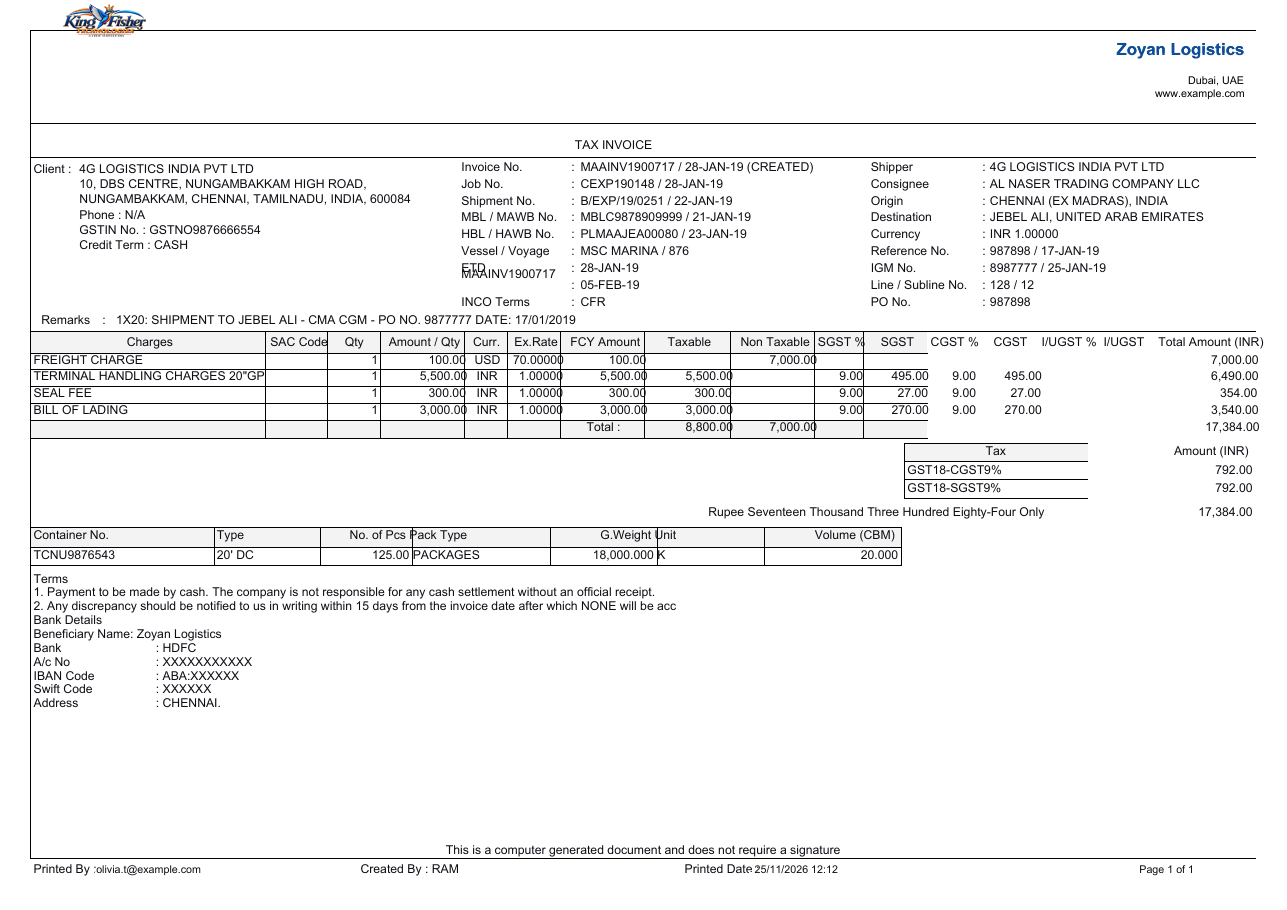 King Fisher
TECHNOLOGIES
Zoyan Logistics
Dubai, UAE
www.example.com
TAX INVOICE
Client : 4G LOGISTICS INDIA PVT LTD
10, DBS CENTRE, NUNGAMBAKKAM HIGH ROAD,
NUNGAMBAKKAM, CHENNAI, TAMILNADU, INDIA, 600084
Phone : N/A
GSTIN No. : GSTNO9876666554
Credit Term : CASH
Invoice No. : MAAINV1900717 / 28-JAN-19 (CREATED)
Job No. : CEXP190148 / 28-JAN-19
Shipment No. : B/EXP/19/0251 / 22-JAN-19
MBL / MAWB No. : MBLC9878909999 / 21-JAN-19
HBL / HAWB No. : PLMAAJEA00080 / 23-JAN-19
Vessel / Voyage : MSC MARINA / 876
ETD : 28-JAN-19
MAAINV1900717
: 05-FEB-19
INCO Terms : CFR
Shipper : 4G LOGISTICS INDIA PVT LTD
Consignee : AL NASER TRADING COMPANY LLC
Origin : CHENNAI (EX MADRAS), INDIA
Destination : JEBEL ALI, UNITED ARAB EMIRATES
Currency : INR 1.00000
Reference No. : 987898 / 17-JAN-19
IGM No. : 8987777 / 25-JAN-19
Line / Subline No. : 128 / 12
PO No. : 987898
Remarks : 1X20: SHIPMENT TO JEBEL ALI - CMA CGM - PO NO. 9877777 DATE: 17/01/2019
Charges SAC Code Qty Amount / Qty Curr. Ex.Rate FCY Amount Taxable Non Taxable SGST % SGST CGST % CGST I/UGST % I/UGST Total Amount (INR)
FREIGHT CHARGE 1 100.00 USD 70.00000 100.00 7,000.00 7,000.00
TERMINAL HANDLING CHARGES 20"GP 1 5,500.00 INR 1.00000 5,500.00 5,500.00 9.00 495.00 9.00 495.00 6,490.00
SEAL FEE 1 300.00 INR 1.00000 300.00 300.00 9.00 27.00 9.00 27.00 354.00
BILL OF LADING 1 3,000.00 INR 1.00000 3,000.00 3,000.00 9.00 270.00 9.00 270.00 3,540.00
Total : 8,800.00 7,000.00 17,384.00
Tax Amount (INR)
GST18-CGST9% 792.00
GST18-SGST9% 792.00
Rupee Seventeen Thousand Three Hundred Eighty-Four Only 17,384.00
Container No. Type No. of Pcs Pack Type G.Weight Unit Volume (CBM)
TCNU9876543 20' DC 125.00 PACKAGES 18,000.000 K 20.000
Terms
1. Payment to be made by cash. The company is not responsible for any cash settlement without an official receipt.
2. Any discrepancy should be notified to us in writing within 15 days from the invoice date after which NONE will be acc
Bank Details
Beneficiary Name: Zoyan Logistics
Bank : HDFC
A/c No : XXXXXXXXXXX
IBAN Code : ABA:XXXXXX
Swift Code : XXXXXX
Address : CHENNAI.
This is a computer generated document and does not require a signature
Printed By :olivia.t@example.com Created By : RAM Printed Date 25/11/2026 12:12 Page 1 of 1